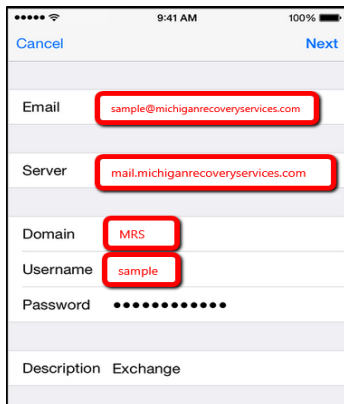 9:41 AM 100%
Cancel Next
Email sample@michiganrecoveryservices.com
Server mail.michiganrecoveryservices.com
Domain MRS
Username sample
Password ●●●●●●●●●●●●
Description Exchange